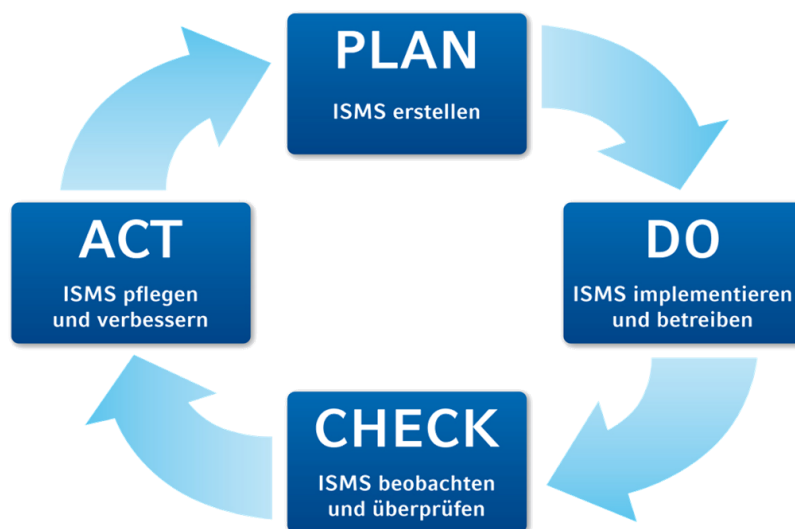 PLAN
ISMS erstellen
DO
ISMS implementieren
und betreiben
CHECK
ISMS beobachten
und überprüfen
ACT
ISMS pflegen
und verbessern